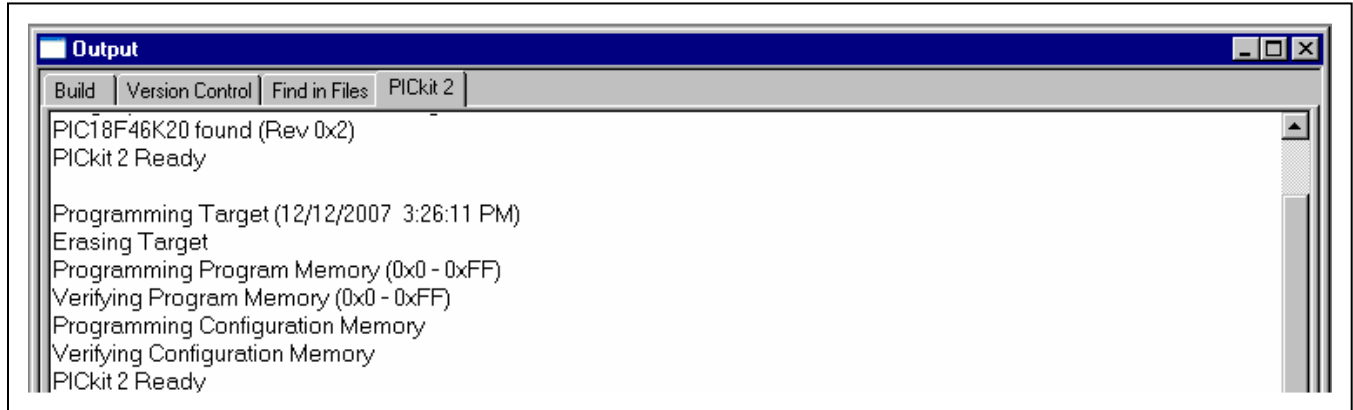 Output
Build Version Control Find in Files PICkit 2
PIC18F46K20 found (Rev 0x2)
PICkit 2 Ready
Programming Target (12/12/2007 3:26:11 PM)
Erasing Target
Programming Program Memory (0x0 - 0xFF)
Verifying Program Memory (0x0 - 0xFF)
Programming Configuration Memory
Verifying Configuration Memory
PICkit 2 Ready